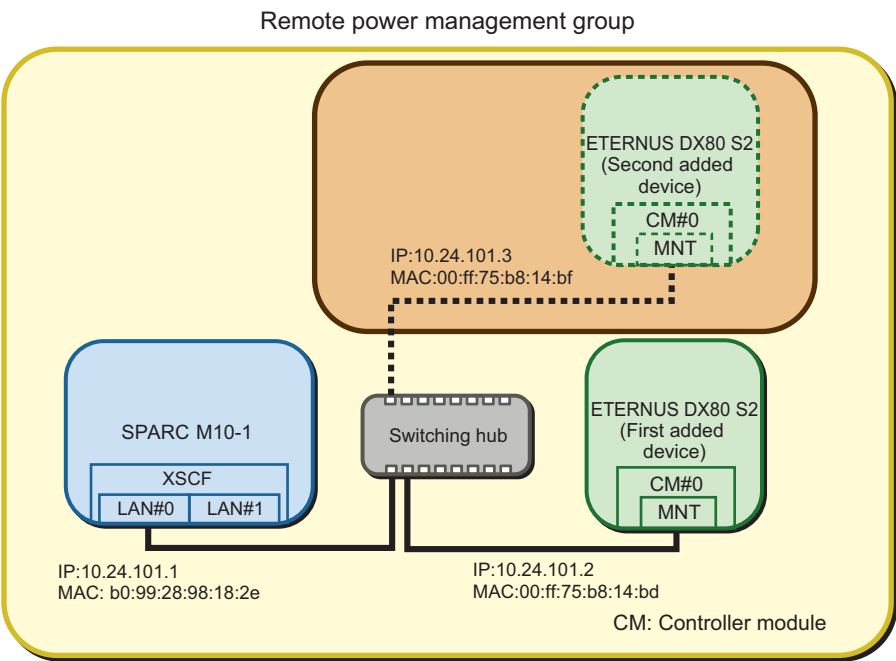 Remote power management group
ETERNUS DX80 S2
(Second added
device)
CM#0
MNT
IP:10.24.101.3
MAC:00:ff:75:b8:14:bf
SPARC M10-1
XSCF
LAN#0
LAN#1
Switching hub
ETERNUS DX80 S2
(First added
device)
CM#0
MNT
IP:10.24.101.1
MAC: b0:99:28:98:18:2e
IP:10.24.101.2
MAC:00:ff:75:b8:14:bd
CM: Controller module